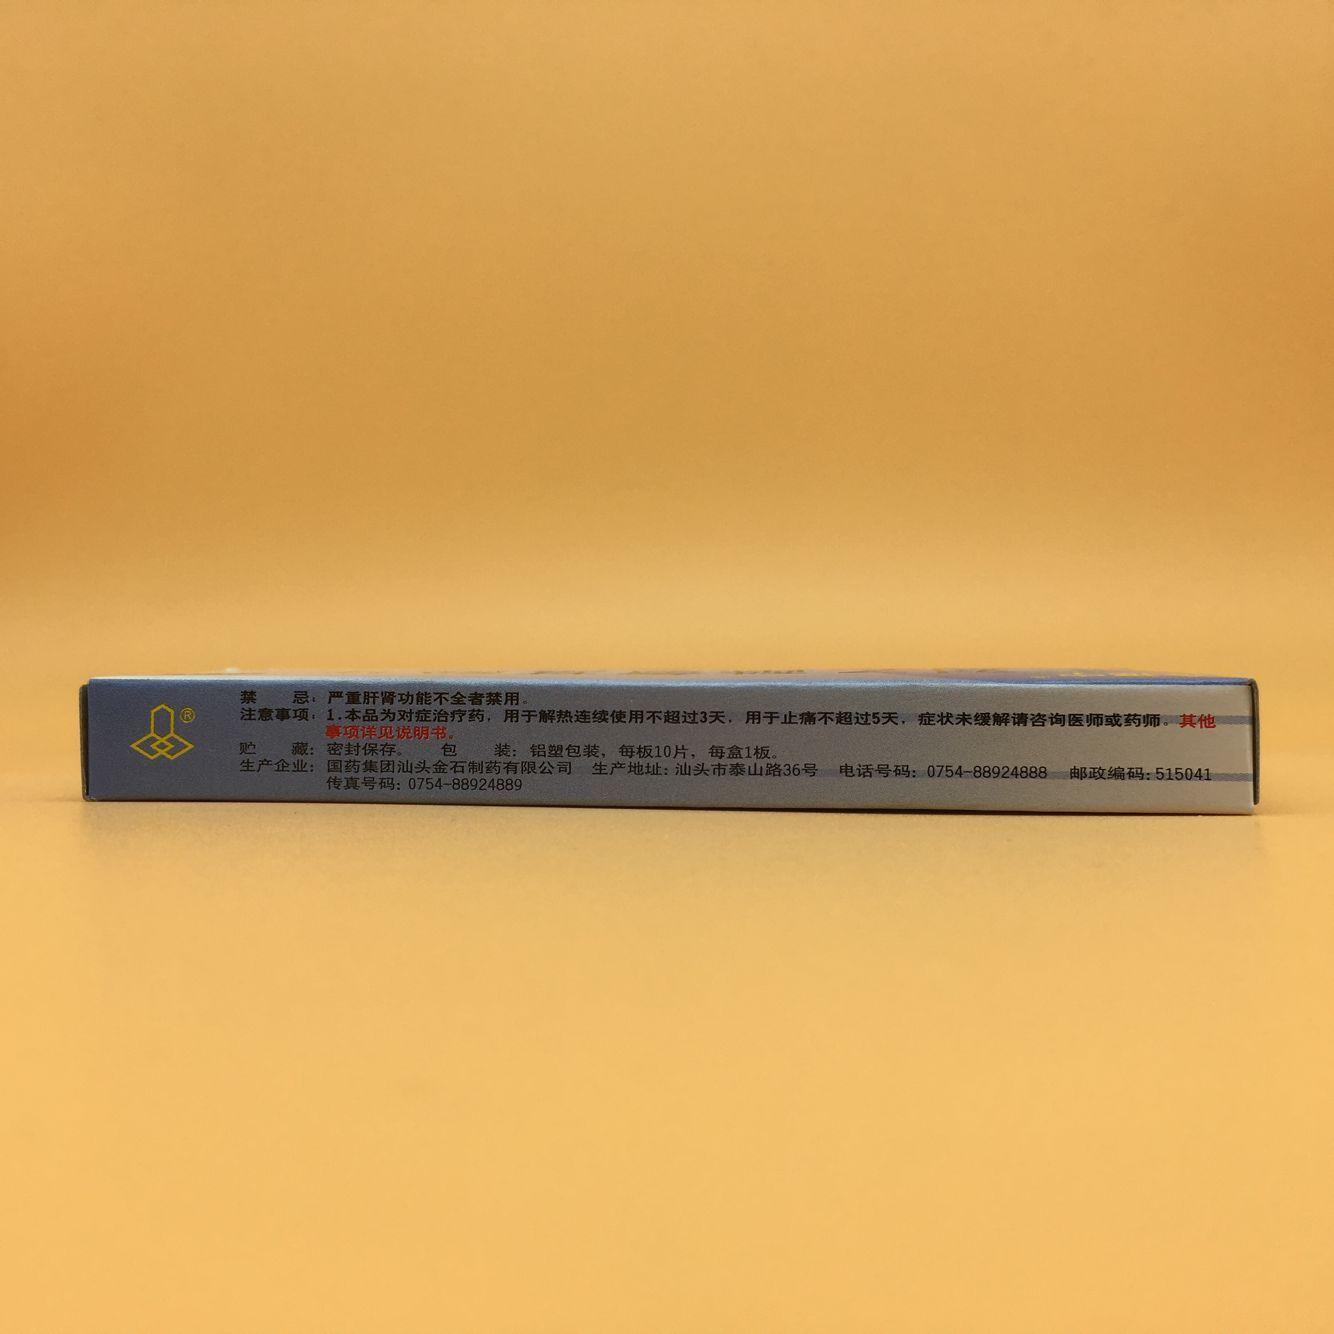 ®
禁　　忌：严重肝肾功能不全者禁用。
注意事项：1.本品为对症治疗药，用于解热连续使用不超过3天，用于止痛不超过5天，症状未缓解请咨询医师或药师。其他
事项详见说明书。
贮　　藏：密封保存。　包　　装：铝塑包装，每板10片，每盒1板。
生产企业：国药集团汕头金石制药有限公司　生产地址：汕头市泰山路36号　电话号码：0754-88924888　邮政编码：515041
传真号码：0754-88924889